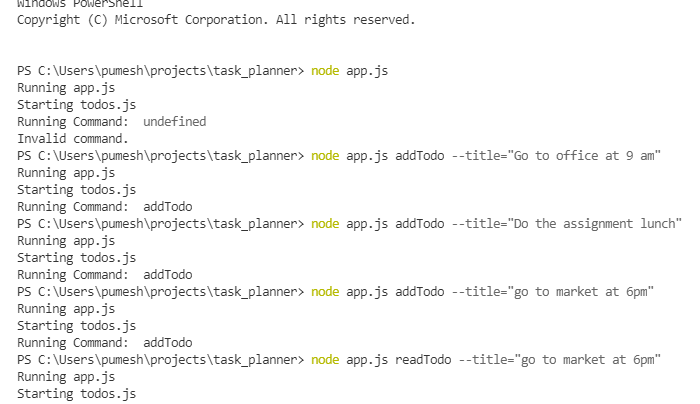 Windows PowerShell
Copyright (C) Microsoft Corporation. All rights reserved.
PS C:\Users\pumesh\projects\task_planner> node app.js
Running app.js
Starting todos.js
Running Command:  undefined
Invalid command.
PS C:\Users\pumesh\projects\task_planner> node app.js addTodo --title="Go to office at 9 am"
Running app.js
Starting todos.js
Running Command:  addTodo
PS C:\Users\pumesh\projects\task_planner> node app.js addTodo --title="Do the assignment lunch"
Running app.js
Starting todos.js
Running Command:  addTodo
PS C:\Users\pumesh\projects\task_planner> node app.js addTodo --title="go to market at 6pm"
Running app.js
Starting todos.js
Running Command:  addTodo
PS C:\Users\pumesh\projects\task_planner> node app.js readTodo --title="go to market at 6pm"
Running app.js
Starting todos.js